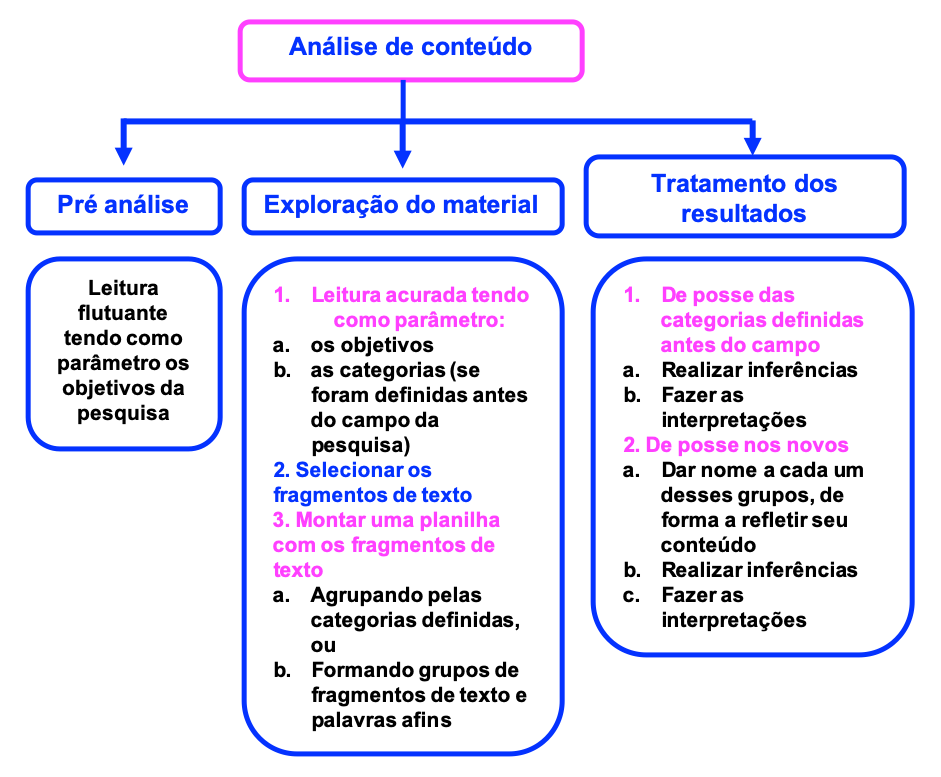 Análise de conteúdo
Pré análise
Leitura
flutuante
tendo como
parâmetro os
objetivos da
pesquisa
Exploração do material
1. Leitura acurada tendo
como parâmetro:
a. os objetivos
b. as categorias (se
foram definidas antes
do campo da
pesquisa)
2. Selecionar os
fragmentos de texto
3. Montar uma planilha
com os fragmentos de
texto
a. Agrupando pelas
categorias definidas,
ou
b. Formando grupos de
fragmentos de texto e
palavras afins
Tratamento dos
resultados
1. De posse das
categorias definidas
antes do campo
a. Realizar inferências
b. Fazer as
interpretações
2. De posse nos novos
a. Dar nome a cada um
desses grupos, de
forma a refletir seu
conteúdo
b. Realizar inferências
c. Fazer as
interpretações